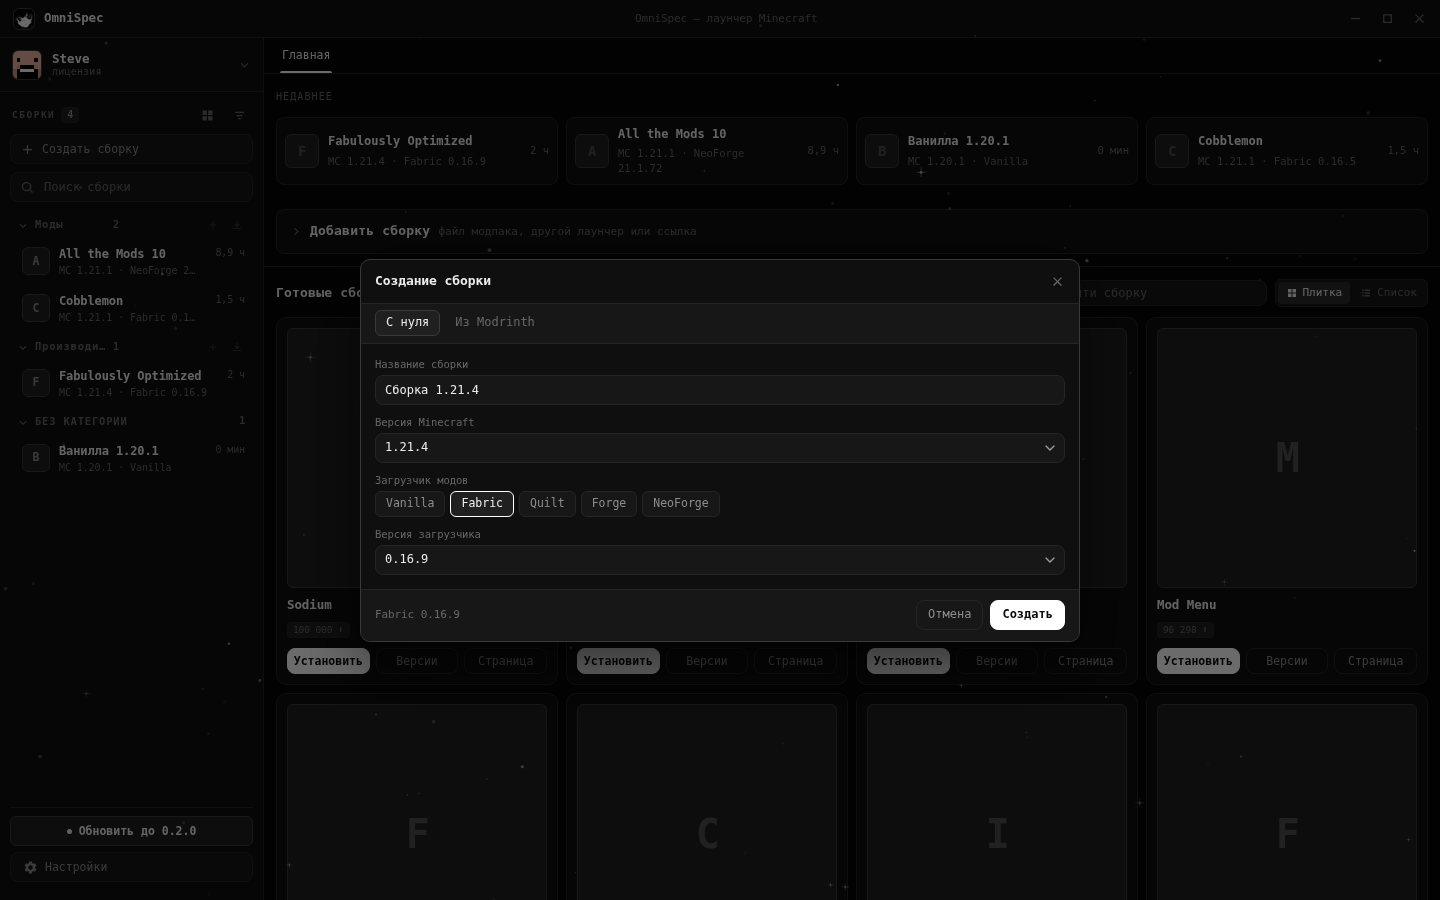 OmniSpec
OmniSpec — лаунчер Minecraft
Steve
лицензия
СБОРКИ 4
Создать сборку
Поиск сборки
Моды 2
A
All the Mods 10
8,9 ч
MC 1.21.1 · NeoForge 2…
C
Cobblemon
1,5 ч
MC 1.21.1 · Fabric 0.1…
Производи… 1
F
Fabulously Optimized
2 ч
MC 1.21.4 · Fabric 0.16.9
БЕЗ КАТЕГОРИИ 1
В
Ванилла 1.20.1
0 мин
MC 1.20.1 · Vanilla
Обновить до 0.2.0
Настройки
Главная
НЕДАВНЕЕ
F
Fabulously Optimized
MC 1.21.4 · Fabric 0.16.9
2 ч
A
All the Mods 10
MC 1.21.1 · NeoForge
21.1.72
8,9 ч
В
Ванилла 1.20.1
MC 1.20.1 · Vanilla
0 мин
C
Cobblemon
MC 1.21.1 · Fabric 0.16.5
1,5 ч
Добавить сборку файл модпака, другой лаунчер или ссылка
Готовые сбо
ти сборку
Плитка
Список
Создание сборки
С нуля
Из Modrinth
Название сборки
Сборка 1.21.4
Версия Minecraft
1.21.4
Загрузчик модов
Vanilla
Fabric
Quilt
Forge
NeoForge
Версия загрузчика
0.16.9
Fabric 0.16.9
Отмена
Создать
M
Sodium
100 000
Mod Menu
96 290
Установить
Версии
Страница
Установить
Версии
Страница
Установить
Версии
Страница
Установить
Версии
Страница
F
C
I
F